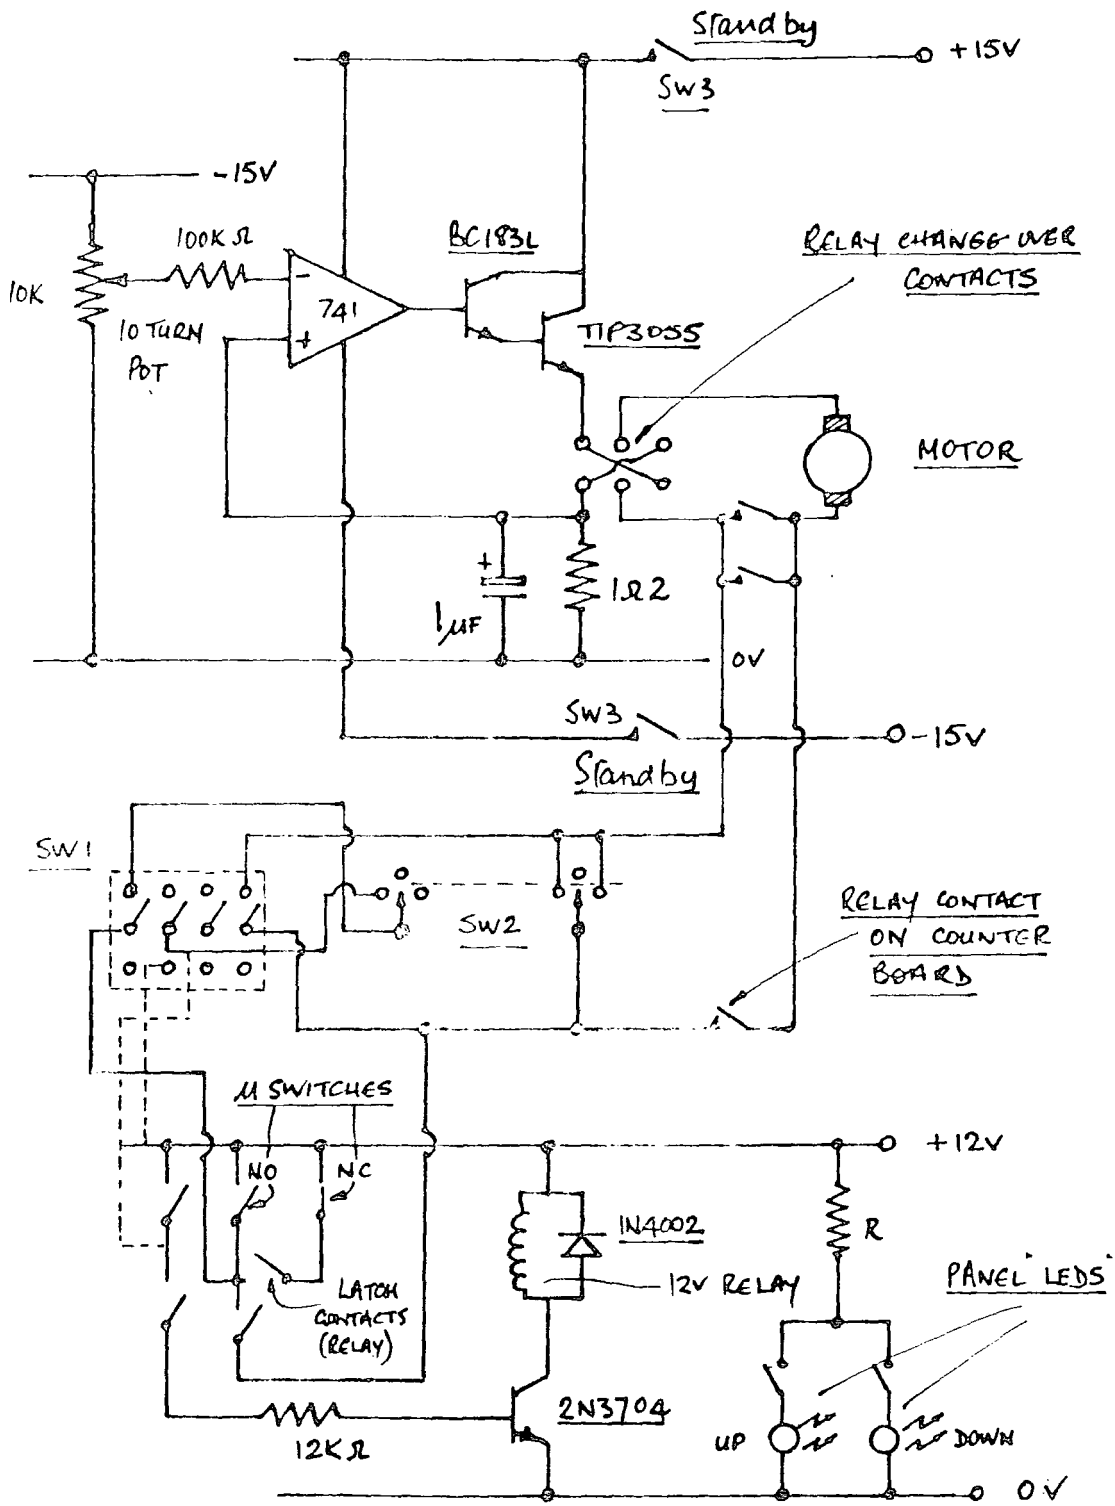 Standby
+15V
SW3
-15V
100KΩ
BC183L
RELAY CHANGE OVER
CONTACTS
10K
-
741
+
10 TURN
POT
TIP3055
MOTOR
+
1Ω2
1µF
0V
SW3
-15V
Standby
SW1
SW2
RELAY CONTACT
ON COUNTER
BOARD
µ SWITCHES
+12V
NO
NC
1N4002
R
12V RELAY
PANEL LEDS
LATCH
CONTACTS
(RELAY)
2N3704
12KΩ
UP
DOWN
0V